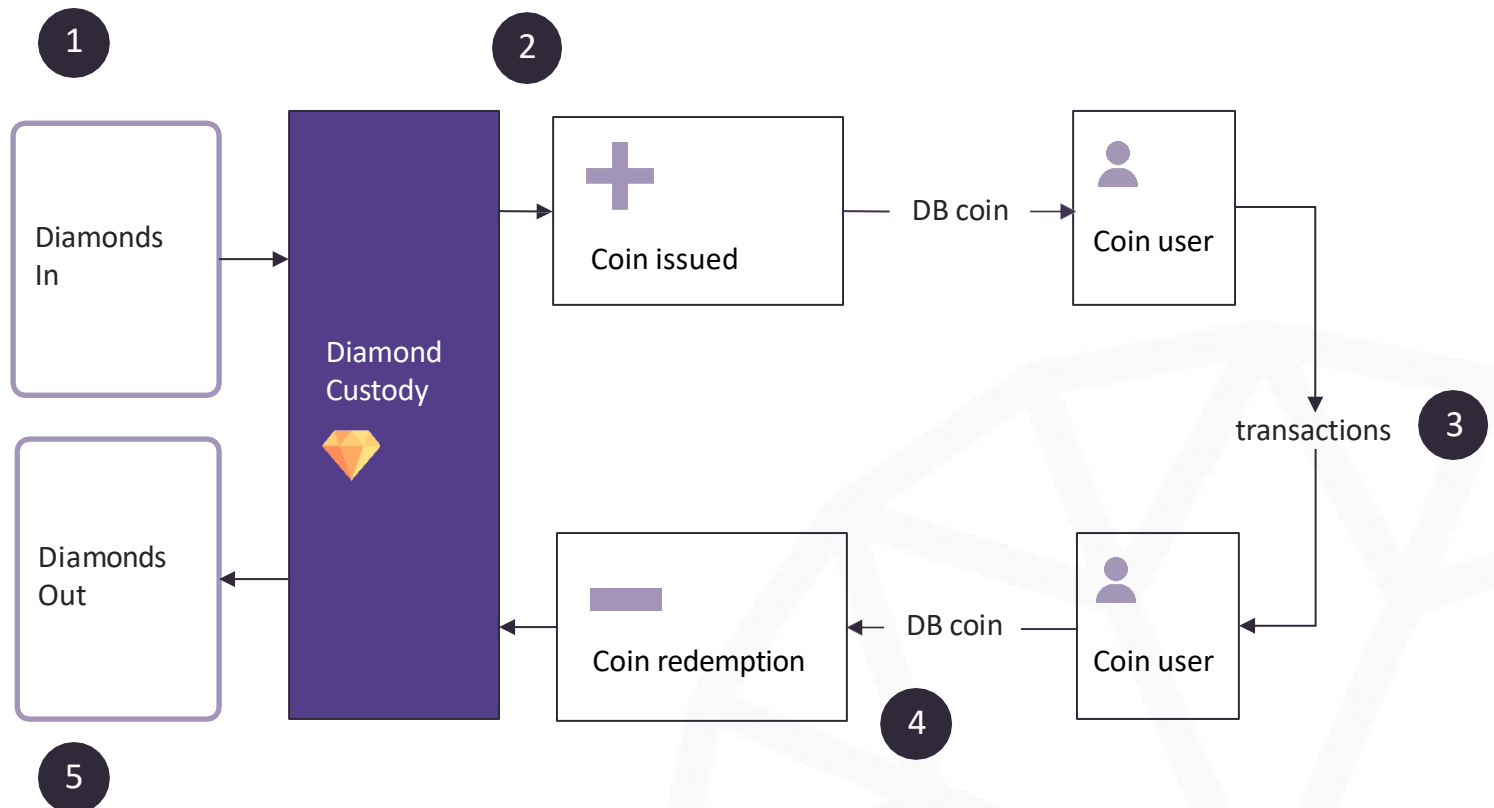 1
2
Diamonds
In
Diamond
Custody
Coin issued
DB coin
Coin user
transactions
3
Diamonds
Out
Coin redemption
DB coin
Coin user
4
5